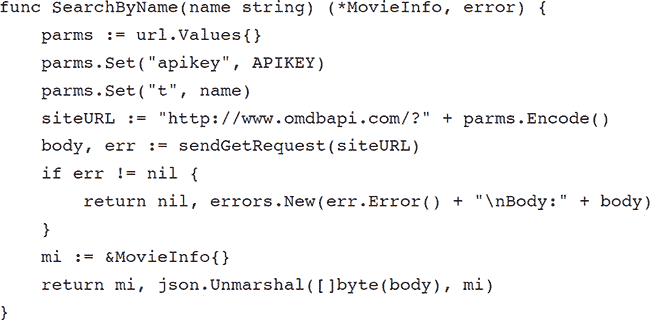 func SearchByName(name string) (*MovieInfo, error) {
    parms := url.Values{}
    parms.Set("apikey", APIKEY)
    parms.Set("t", name)
    siteURL := "http://www.omdbapi.com/?" + parms.Encode()
    body, err := sendGetRequest(siteURL)
    if err != nil {
        return nil, errors.New(err.Error() + "\nBody:" + body)
    }
    mi := &MovieInfo{}
    return mi, json.Unmarshal([]byte(body), mi)
}